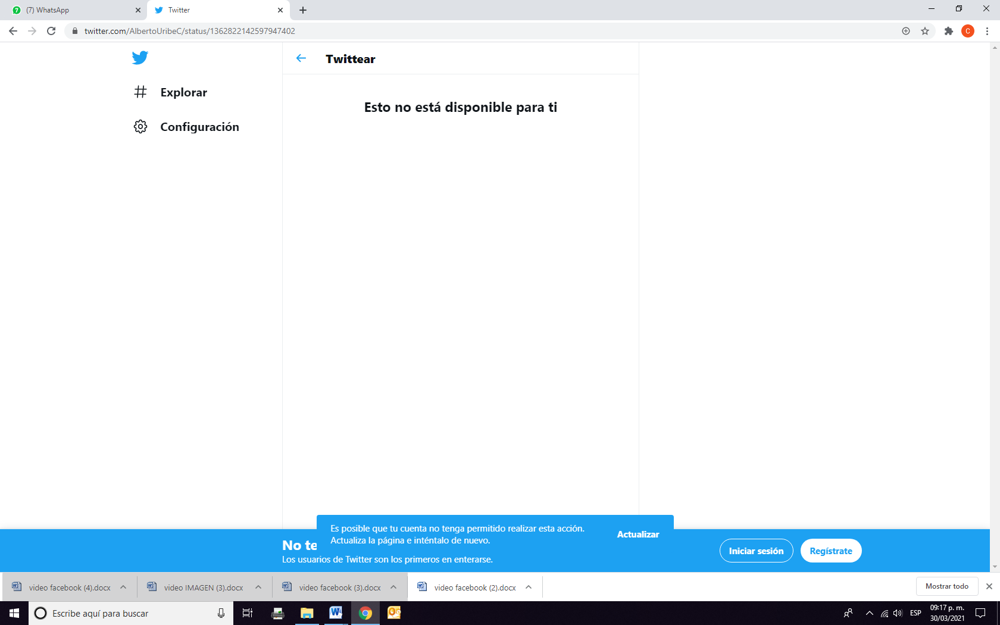 (7) WhatsApp
Twitter
twitter.com/AlbertoUribeC/status/1362822142597947402
C
Twittear
Explorar
Configuración
Esto no está disponible para ti
Es posible que tu cuenta no tenga permitido realizar esta acción.
Actualiza la página e inténtalo de nuevo.
Actualizar
No te
Los usuarios de Twitter son los primeros en enterarse.
Iniciar sesión
Regístrate
video facebook (4).docx
video IMAGEN (3).docx
video facebook (3).docx
video facebook (2).docx
Mostrar todo
Escribe aquí para buscar
ESP
09:17 p. m.
30/03/2021